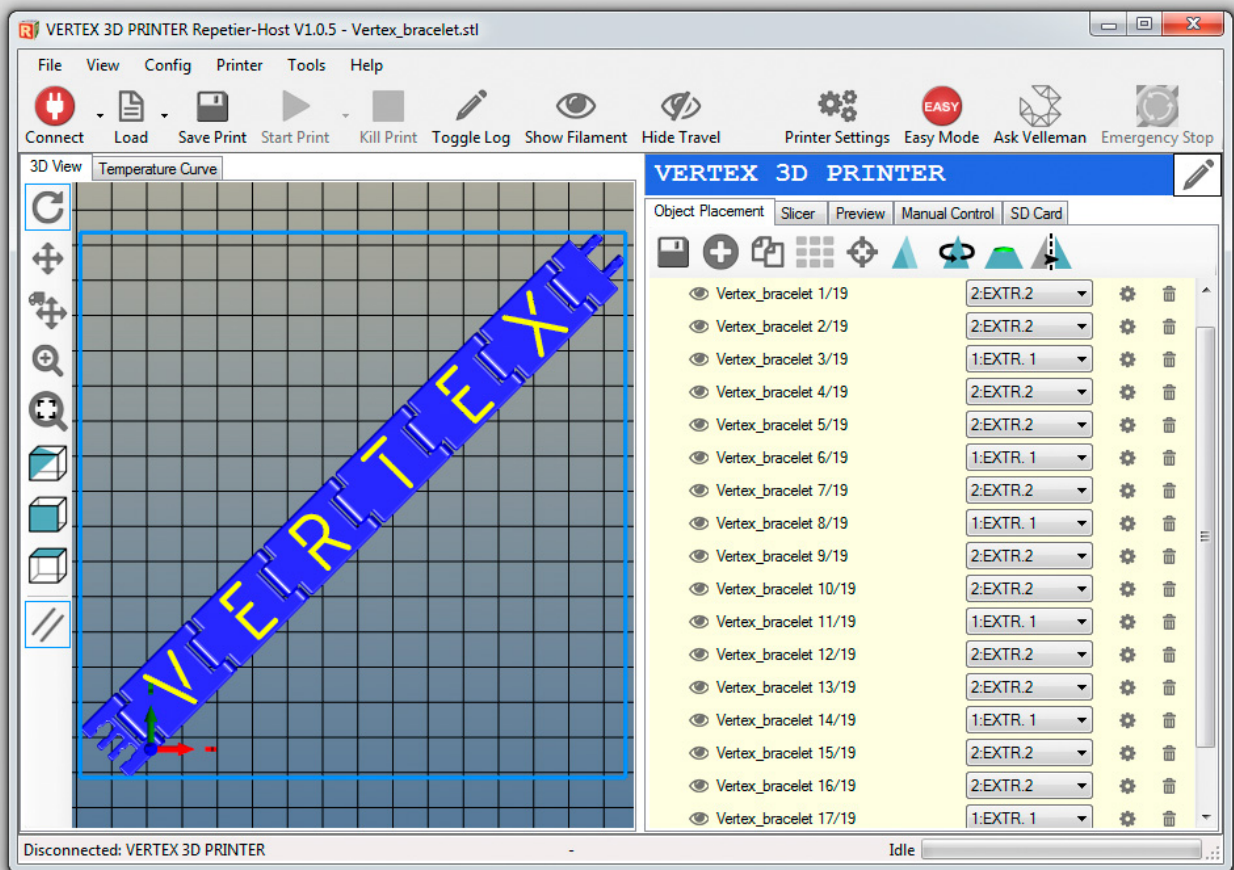 VERTEX 3D PRINTER Repetier-Host V1.0.5 - Vertex_bracelet.stl
File View Config Printer Tools Help
EASY
Connect Load Save Print Start Print Kill Print Toggle Log Show Filament Hide Travel Printer Settings Easy Mode Ask Velleman Emergency Stop
3D View Temperature Curve
VERTEX 3D PRINTER
Object Placement Slicer Preview Manual Control SD Card
Vertex_bracelet 1/19 2:EXTR.2
Vertex_bracelet 2/19 2:EXTR.2
Vertex_bracelet 3/19 1:EXTR. 1
Vertex_bracelet 4/19 2:EXTR.2
Vertex_bracelet 5/19 2:EXTR.2
Vertex_bracelet 6/19 1:EXTR. 1
Vertex_bracelet 7/19 2:EXTR.2
Vertex_bracelet 8/19 1:EXTR. 1
Vertex_bracelet 9/19 2:EXTR.2
Vertex_bracelet 10/19 2:EXTR.2
Vertex_bracelet 11/19 1:EXTR. 1
Vertex_bracelet 12/19 2:EXTR.2
Vertex_bracelet 13/19 2:EXTR.2
Vertex_bracelet 14/19 1:EXTR. 1
Vertex_bracelet 15/19 2:EXTR.2
Vertex_bracelet 16/19 2:EXTR.2
Vertex_bracelet 17/19 1:EXTR. 1
VERTEX
Disconnected: VERTEX 3D PRINTER - Idle